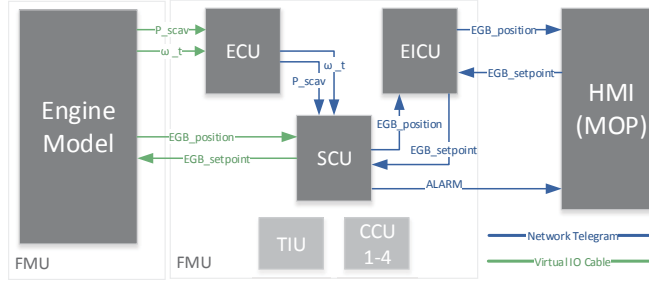 P_scav
ω_t
Engine
Model
ECU
EICU
ω_t
P_scav
EGB_position
EGB_setpoint
HMI
(MOP)
EGB_position
EGB_setpoint
EGB_position
EGB_setpoint
SCU
ALARM
TIU
CCU
1-4
FMU
FMU
Network Telegram
Virtual IO Cable